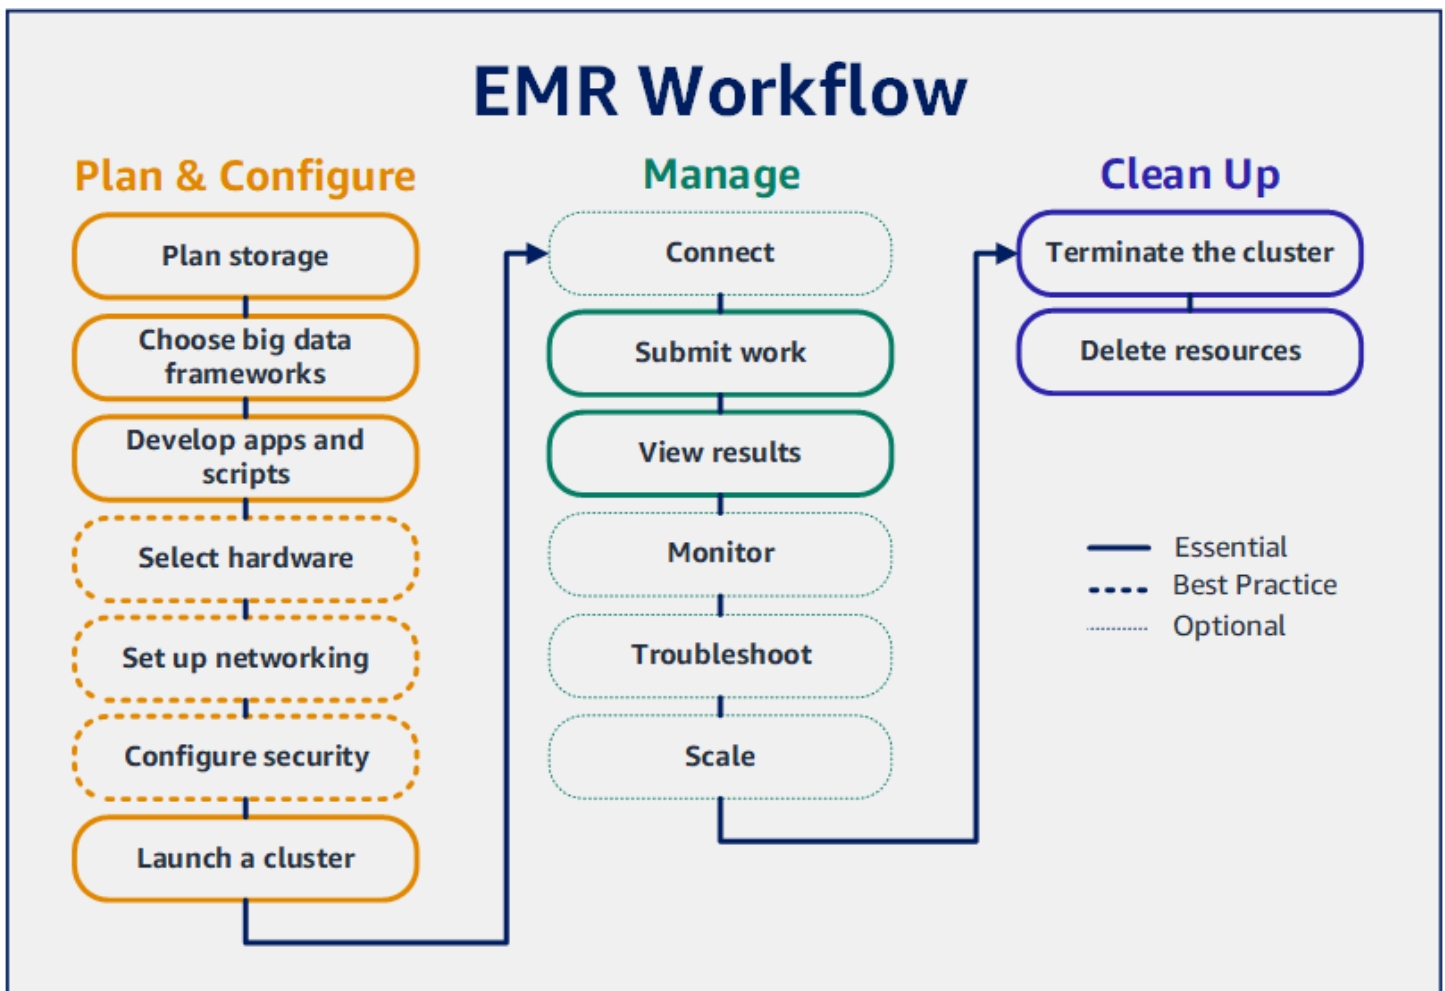 EMR Workflow
Plan & Configure
Plan storage
Choose big data
frameworks
Develop apps and
scripts
Select hardware
Set up networking
Configure security
Launch a cluster
Manage
Connect
Submit work
View results
Monitor
Troubleshoot
Scale
Clean Up
Terminate the cluster
Delete resources
Essential
Best Practice
Optional